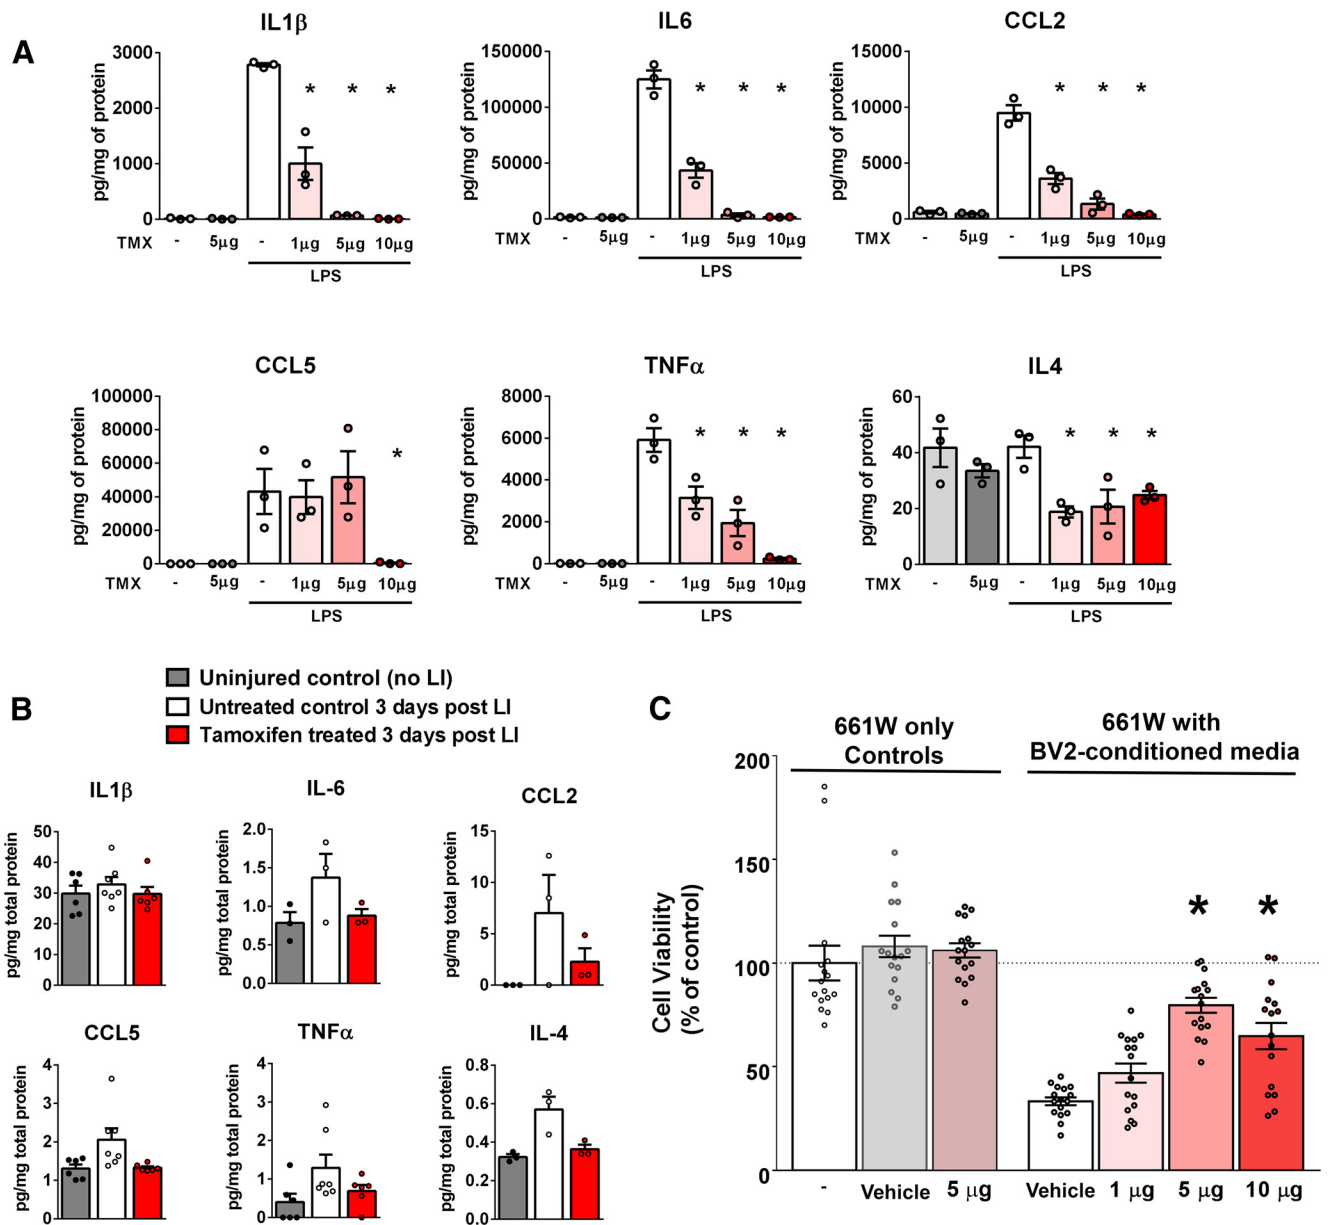 A
IL1β
pg/mg of protein
3000
2000
1000
0
TMX - 5μg - 1μg 5μg 10μg
LPS
* * *
IL6
pg/mg of protein
150000
100000
50000
0
- 5μg - 1μg 5μg 10μg
LPS
* * *
CCL2
pg/mg of protein
15000
10000
5000
0
TMX - 5μg - 1μg 5μg 10μg
LPS
* * *
CCL5
pg/mg of protein
100000
80000
60000
40000
20000
0
TMX - 5μg - 1μg 5μg 10μg
LPS
*
TNFα
pg/mg of protein
8000
6000
4000
2000
0
TMX - 5μg - 1μg 5μg 10μg
LPS
* * *
IL4
pg/mg of protein
60
40
20
0
TMX - 5μg - 1μg 5μg 10μg
LPS
* * *
B
Uninjured control (no LI)
Untreated control 3 days post LI
Tamoxifen treated 3 days post LI
IL1β
pg/mg total protein
50
40
30
20
10
0
IL-6
pg/mg total protein
2.0
1.5
1.0
0.5
0.0
CCL2
pg/mg total protein
15
10
5
0
CCL5
pg/mg total protein
4
3
2
1
0
TNFα
pg/mg total protein
4
3
2
1
0
IL-4
pg/mg total protein
0.8
0.6
0.4
0.2
0.0
C
661W only
Controls
661W with
BV2-conditioned media
Cell Viability
(% of control)
200
150
100
50
0
* *
- Vehicle 5 μg Vehicle 1 μg 5 μg 10 μg